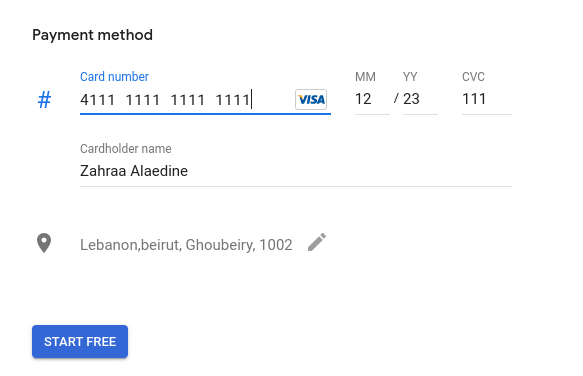 Payment method
Card number
MM
YY
CVC
#
4111 1111 1111 1111
VISA
12
/
23
111
Cardholder name
Zahraa Alaedine
Lebanon,beirut, Ghoubeiry, 1002
START FREE